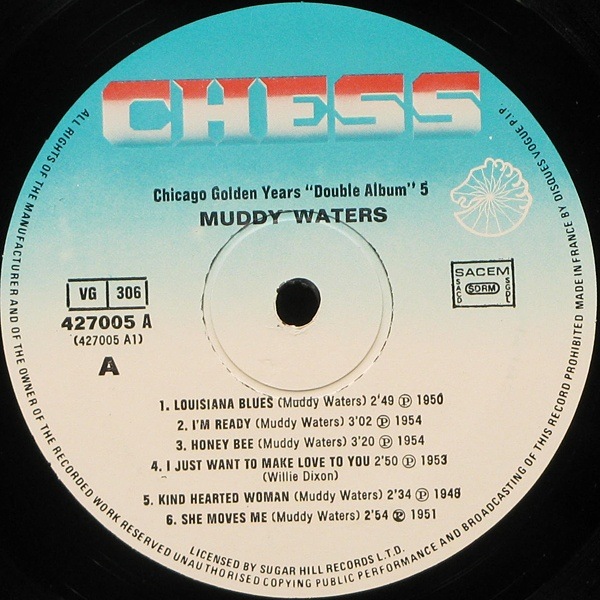 CHESS
Chicago Golden Years "Double Album" 5
MUDDY WATERS
VG 306
427005 A
(427005 A1)
A
SACEM
SACD SDRM SGDL
1. LOUISIANA BLUES (Muddy Waters) 2'49 Ⓟ 1950
2. I'M READY (Muddy Waters) 3'02 Ⓟ 1954
3. HONEY BEE (Muddy Waters) 3'20 Ⓟ 1954
4. I JUST WANT TO MAKE LOVE TO YOU 2'50 Ⓟ 1953
(Willie Dixon)
5. KIND HEARTED WOMAN (Muddy Waters) 2'34 Ⓟ 1948
6. SHE MOVES ME (Muddy Waters) 2'54 Ⓟ 1951
LICENSED BY SUGAR HILL RECORDS L.T.D.
ALL RIGHTS OF THE MANUFACTURER AND OF THE OWNER OF THE RECORDED WORK RESERVED UNAUTHORISED COPYING PUBLIC PERFORMANCE AND BROADCASTING OF THIS RECORD PROHIBITED MADE IN FRANCE BY DISQUES VOGUE P.I.P.